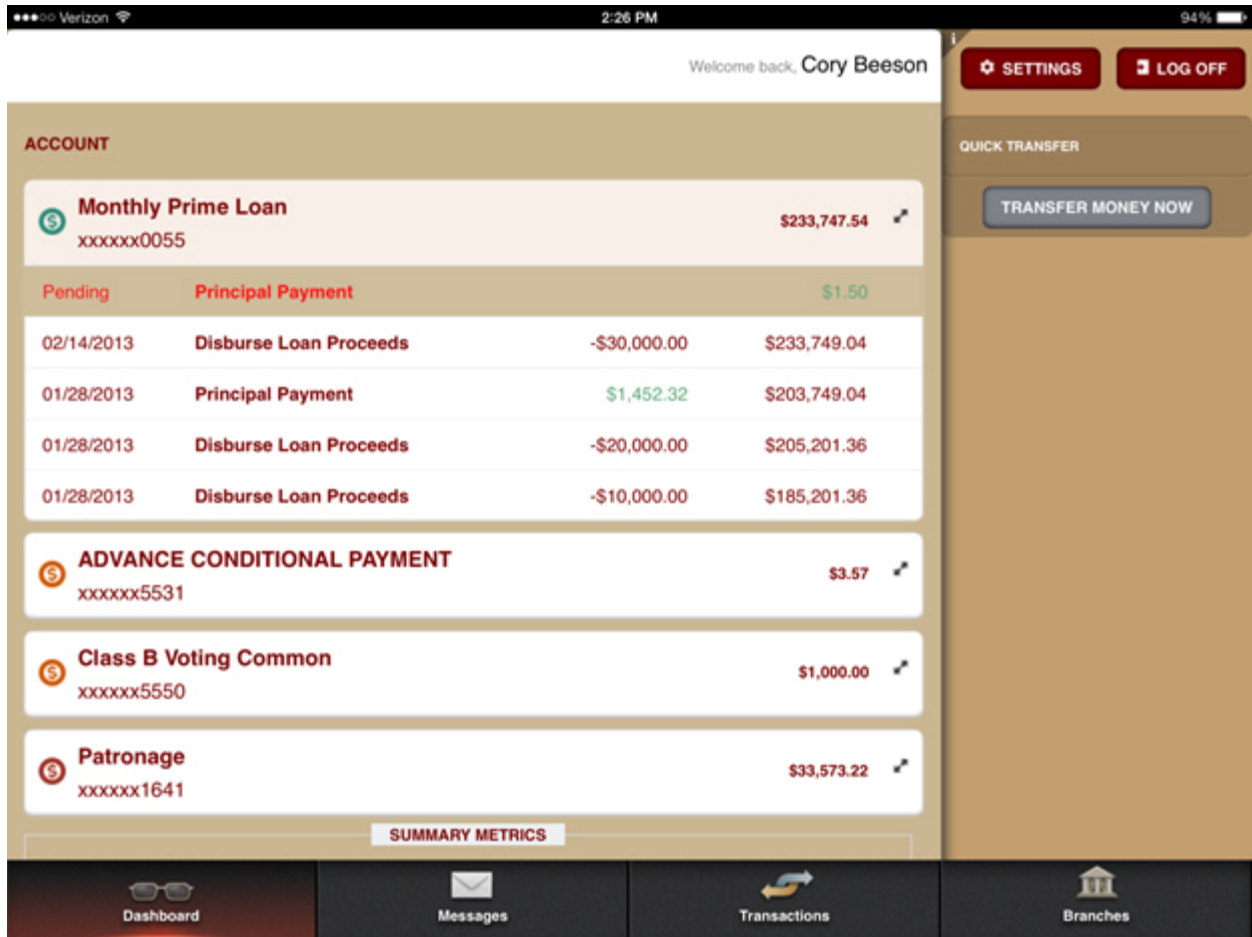 Verizon 2:26 PM 94%
Welcome back, Cory Beeson
i
SETTINGS LOG OFF
ACCOUNT
QUICK TRANSFER
TRANSFER MONEY NOW
Monthly Prime Loan
xxxxxx0055
$233,747.54
Pending Principal Payment $1.50
02/14/2013 Disburse Loan Proceeds -$30,000.00 $233,749.04
01/28/2013 Principal Payment $1,452.32 $203,749.04
01/28/2013 Disburse Loan Proceeds -$20,000.00 $205,201.36
01/28/2013 Disburse Loan Proceeds -$10,000.00 $185,201.36
ADVANCE CONDITIONAL PAYMENT
xxxxxx5531
$3.57
Class B Voting Common
xxxxxx5550
$1,000.00
Patronage
xxxxxx1641
$33,573.22
SUMMARY METRICS
Dashboard Messages Transactions Branches